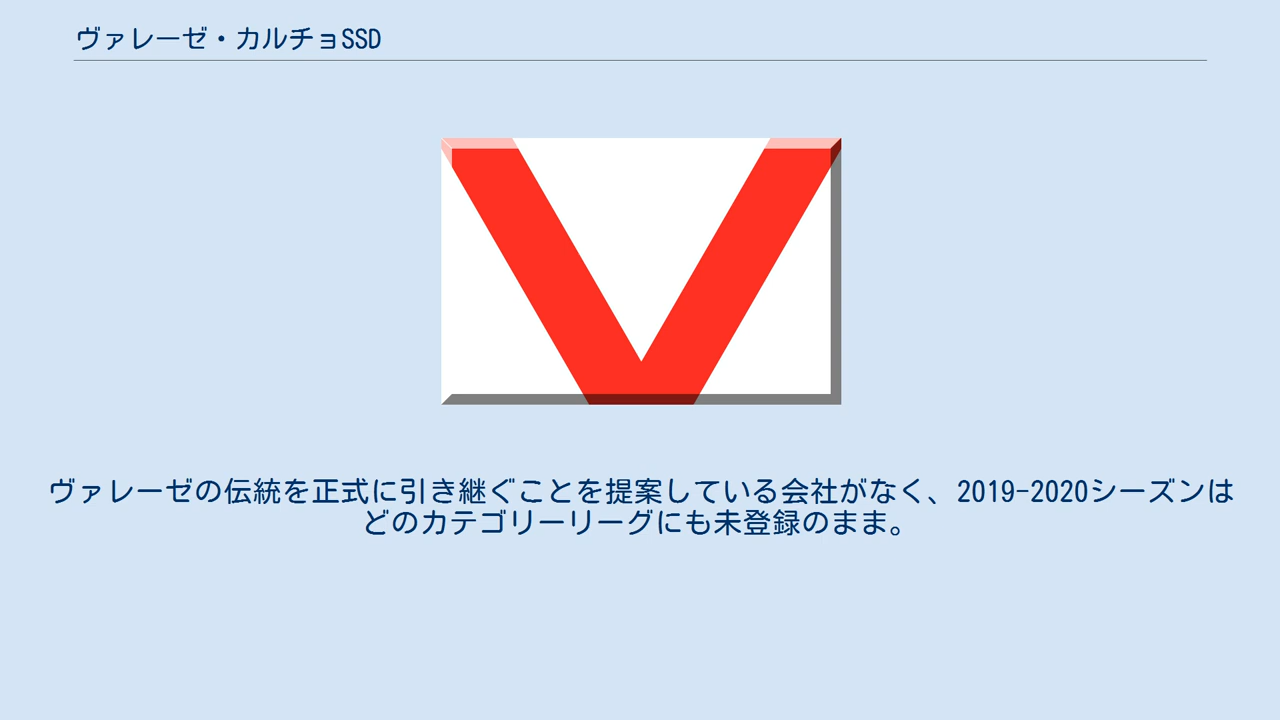 ヴァレーゼ・カルチョSSD
ヴァレーゼの伝統を正式に引き継ぐことを提案している会社がなく、2019-2020シーズンは
どのカテゴリーリーグにも未登録のまま。